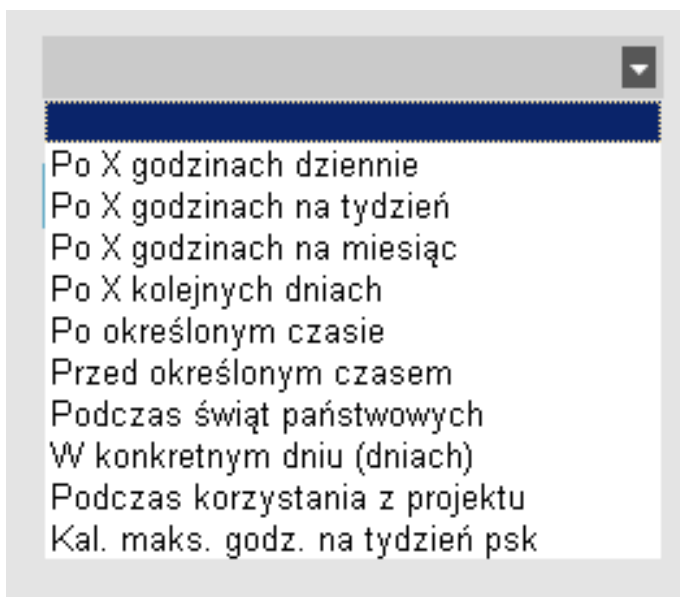 Po X godzinach dziennie
Po X godzinach na tydzień
Po X godzinach na miesiąc
Po X kolejnych dniach
Po określonym czasie
Przed określonym czasem
Podczas świąt państwowych
W konkretnym dniu (dniach)
Podczas korzystania z projektu
Kal. maks. godz. na tydzień psk